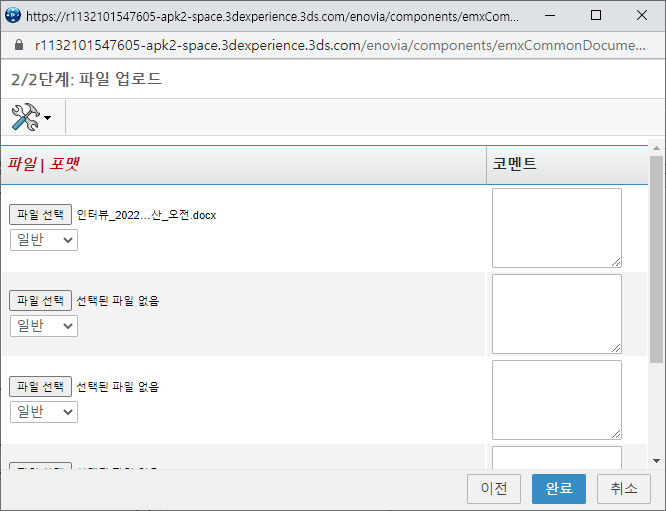 https://r1132101547605-apk2-space.3dexperience.3ds.com/enovia/components/emxCom...
r1132101547605-apk2-space.3dexperience.3ds.com/enovia/components/emxCommonDocume...
2/2단계: 파일 업로드
파일 | 포맷 코멘트
파일 선택 인터뷰_2022...산_오전.docx
일반
파일 선택 선택된 파일 없음
일반
파일 선택 선택된 파일 없음
일반
이전 완료 취소